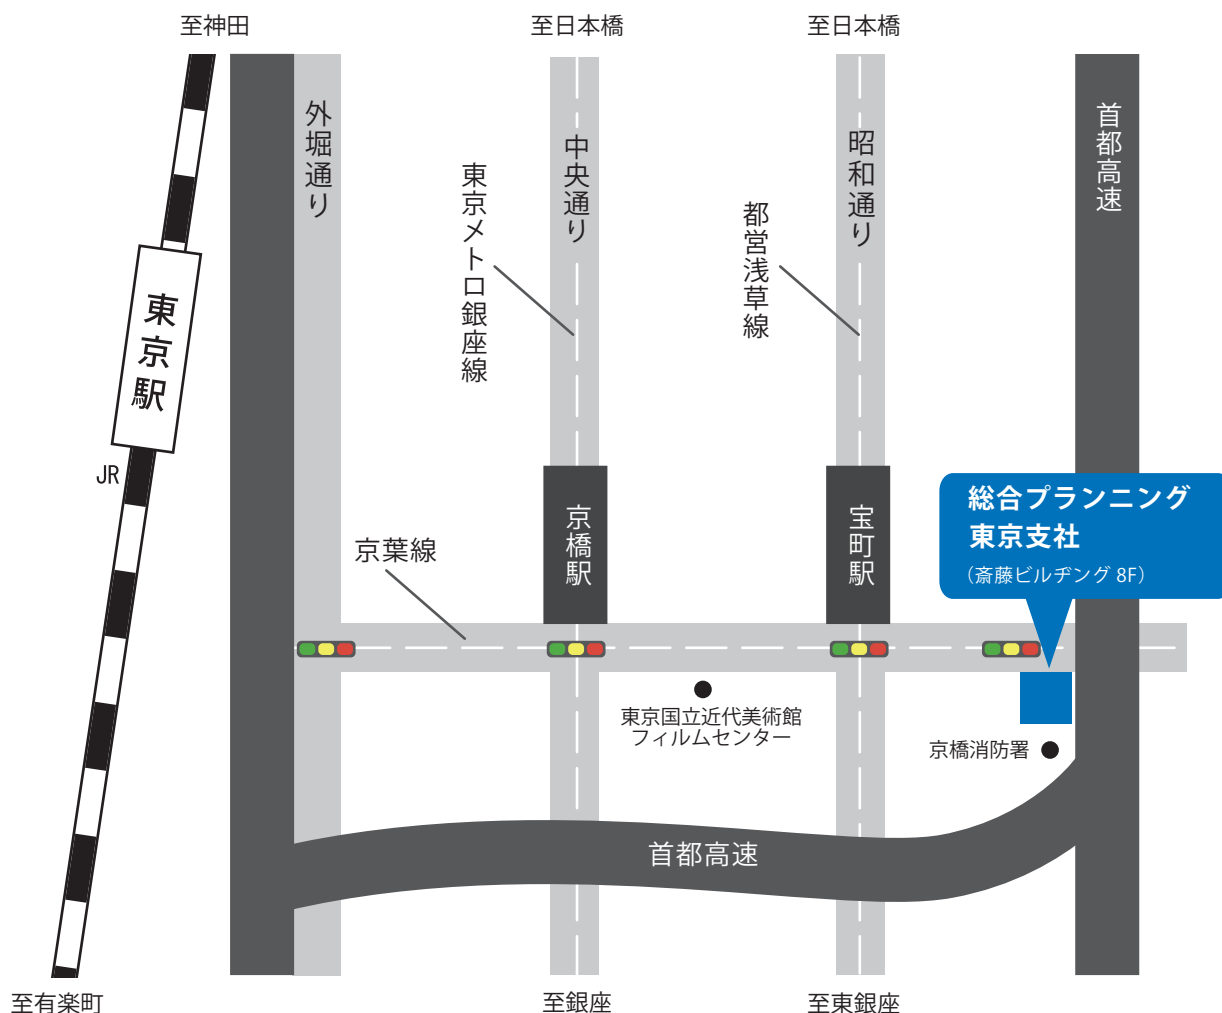 至神田
至日本橋
至日本橋
外堀通り
中央通り
昭和通り
首都高速
東京メトロ銀座線
都営浅草線
東京駅
JR
京葉線
京橋駅
宝町駅
総合プランニング
東京支社
(斎藤ビルヂング 8F)
東京国立近代美術館
フィルムセンター
京橋消防署
首都高速
至有楽町
至銀座
至東銀座